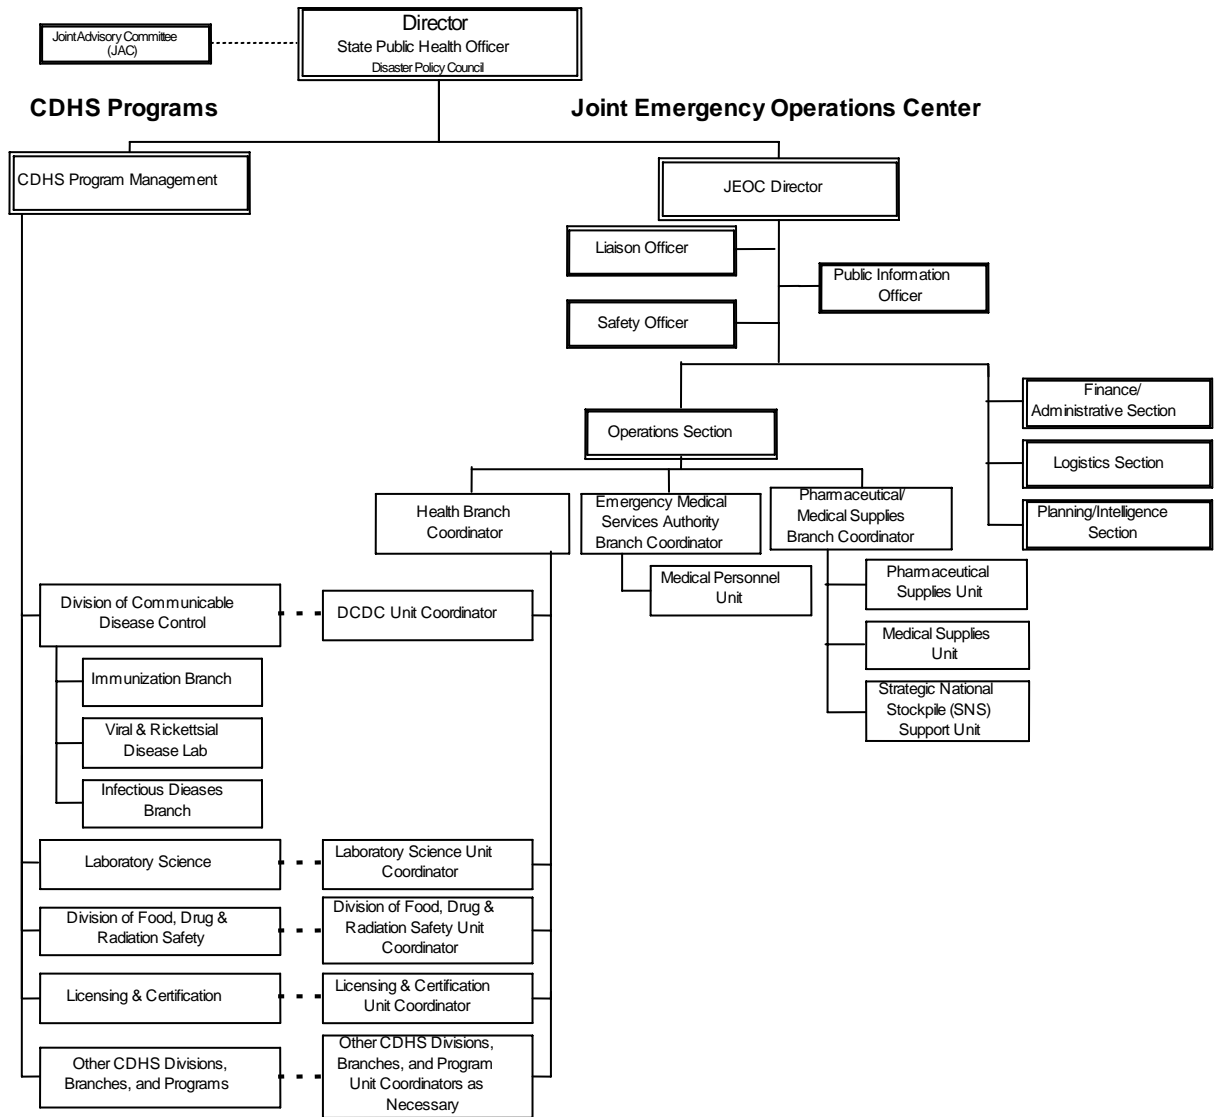 Joint Advisory Committee
(JAC)
Director
State Public Health Officer
Disaster Policy Council
CDHS Programs
Joint Emergency Operations Center
CDHS Program Management
JEOC Director
Liaison Officer
Public Information
Officer
Safety Officer
Finance/
Administrative Section
Operations Section
Logistics Section
Planning/Intelligence
Section
Health Branch
Coordinator
Emergency Medical
Services Authority
Branch Coordinator
Pharmaceutical/
Medical Supplies
Branch Coordinator
Medical Personnel
Unit
Pharmaceutical
Supplies Unit
Medical Supplies
Unit
Strategic National
Stockpile (SNS)
Support Unit
Division of Communicable
Disease Control
DCDC Unit Coordinator
Immunization Branch
Viral & Rickettsial
Disease Lab
Infectious Diseases
Branch
Laboratory Science
Laboratory Science Unit
Coordinator
Division of Food, Drug &
Radiation Safety
Division of Food, Drug &
Radiation Safety Unit
Coordinator
Licensing & Certification
Licensing & Certification
Unit Coordinator
Other CDHS Divisions,
Branches, and Programs
Other CDHS Divisions,
Branches, and Program
Unit Coordinators as
Necessary